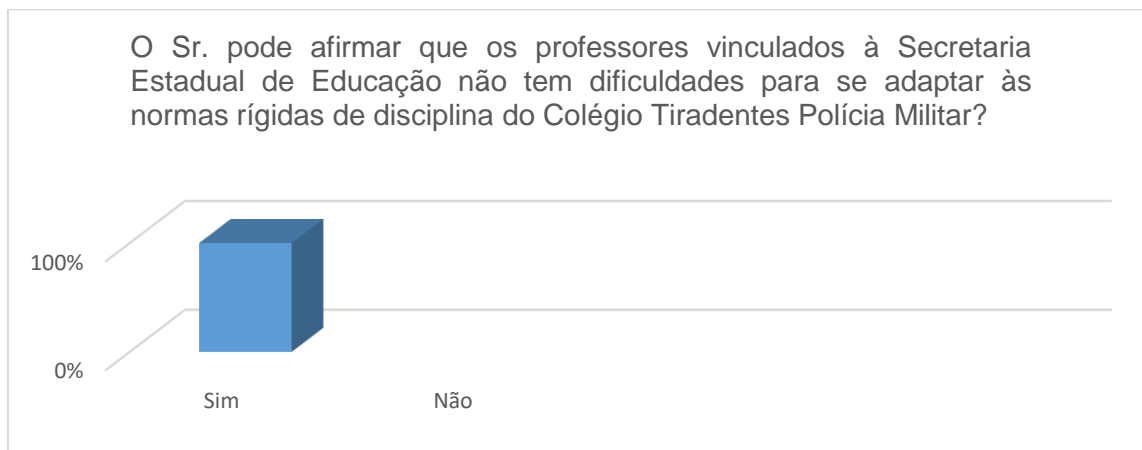 O Sr. pode afirmar que os professores vinculados à Secretaria
Estadual de Educação não tem dificuldades para se adaptar às
normas rígidas de disciplina do Colégio Tiradentes Polícia Militar?
100%
0%
Sim Não